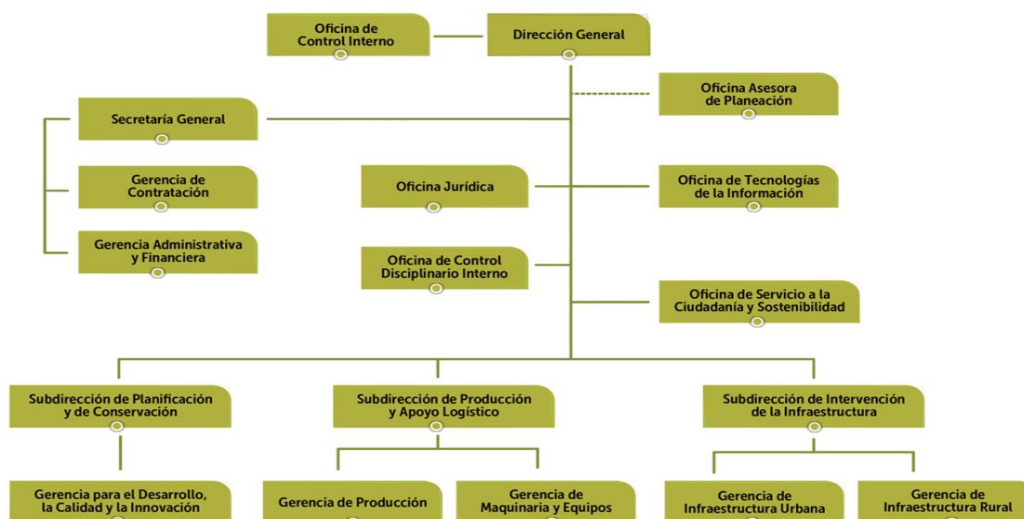 Oficina de
Control Interno
Dirección General
Oficina Asesora
de Planeación
Secretaría General
Gerencia de
Contratación
Oficina Jurídica
Oficina de Tecnologías
de la Información
Gerencia Administrativa
y Financiera
Oficina de Control
Disciplinario Interno
Oficina de Servicio a la
Ciudadanía y Sostenibilidad
Subdirección de Planificación
y de Conservación
Subdirección de Producción
y Apoyo Logístico
Subdirección de Intervención
de la Infraestructura
Gerencia para el Desarrollo,
la Calidad y la Innovación
Gerencia de Producción
Gerencia de
Maquinaria y Equipos
Gerencia de
Infraestructura Urbana
Gerencia de
Infraestructura Rural